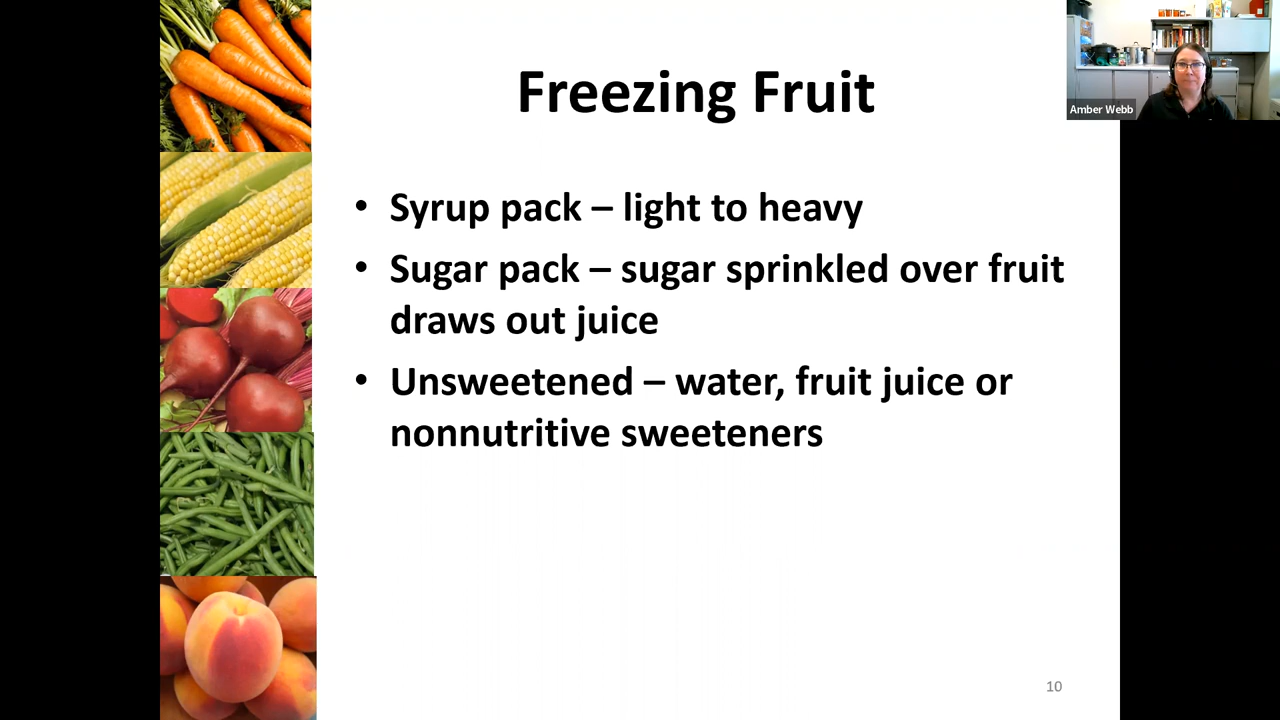 Freezing Fruit
Amber Webb
• Syrup pack – light to heavy
• Sugar pack – sugar sprinkled over fruit
draws out juice
• Unsweetened – water, fruit juice or
nonnutritive sweeteners
10